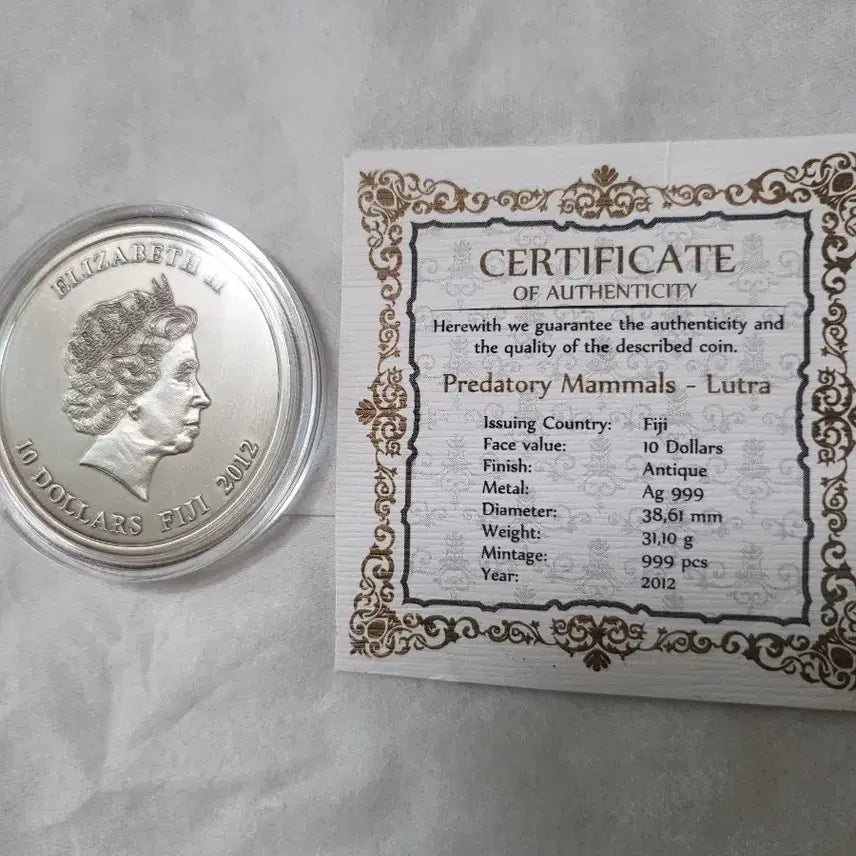 ELIZABETH II
10 DOLLARS FIJI 2012
CERTIFICATE
OF AUTHENTICITY
Herewith we guarantee the authenticity and
the quality of the described coin.
Predatory Mammals - Lutra
Issuing Country: Fiji
Face value: 10 Dollars
Finish: Antique
Metal: Ag 999
Diameter: 38,61 mm
Weight: 31,10 g
Mintage: 999 pcs
Year: 2012